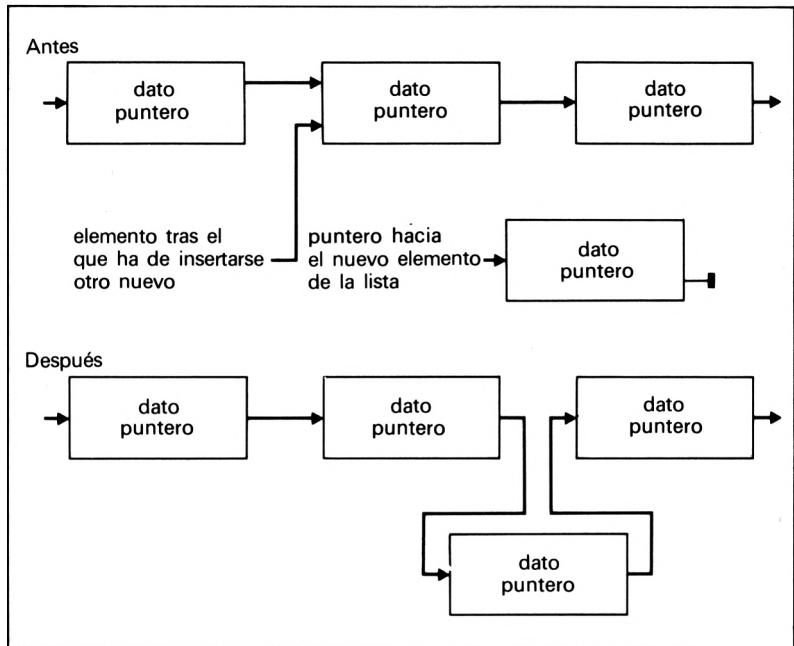 Antes
dato
puntero
dato
puntero
dato
puntero
elemento tras el
que ha de insertarse
otro nuevo
puntero hacia
el nuevo elemento
de la lista
dato
puntero
Después
dato
puntero
dato
puntero
dato
puntero
dato
puntero